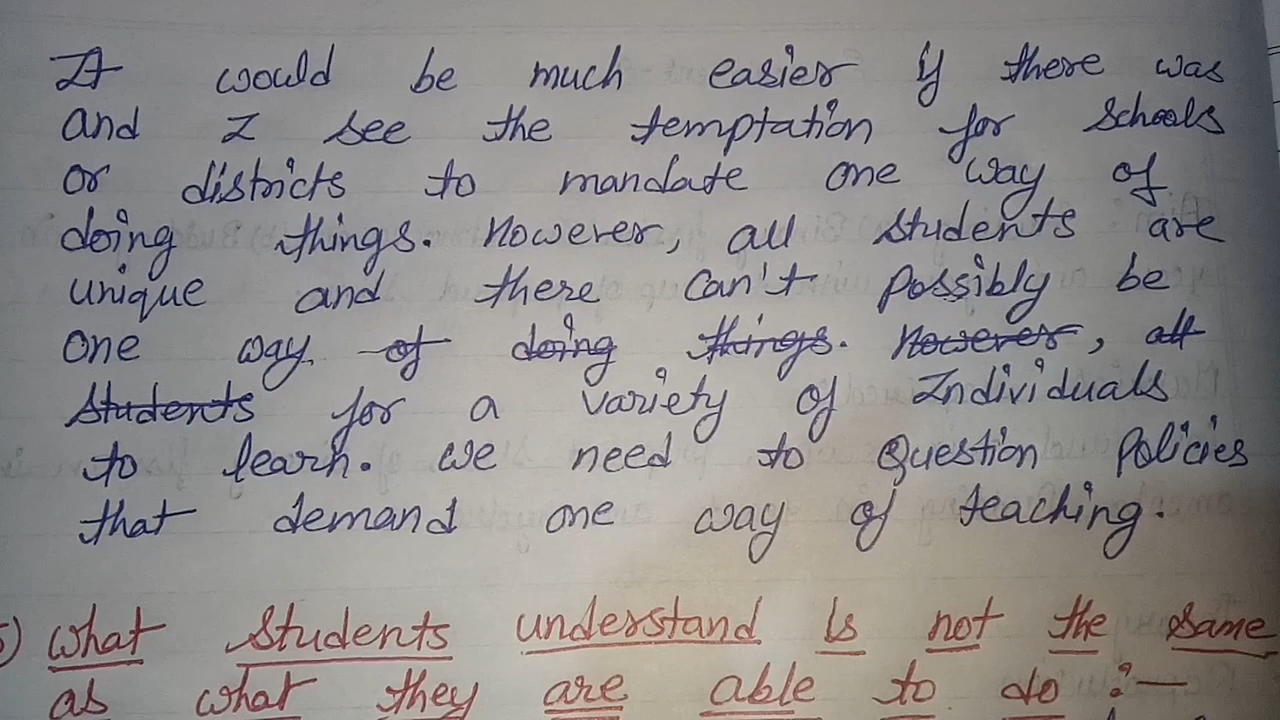 It would be much easier if there was
and I see the temptation for Schools
or districts to mandate one way of
doing things. However, all students are
unique and there can't possibly be
one way of doing things. However, all
students for a variety of Individuals
to learn. we need to Question Policies
that demand one way of teaching.
5) what students understand is not the same
as what they are able to do :—